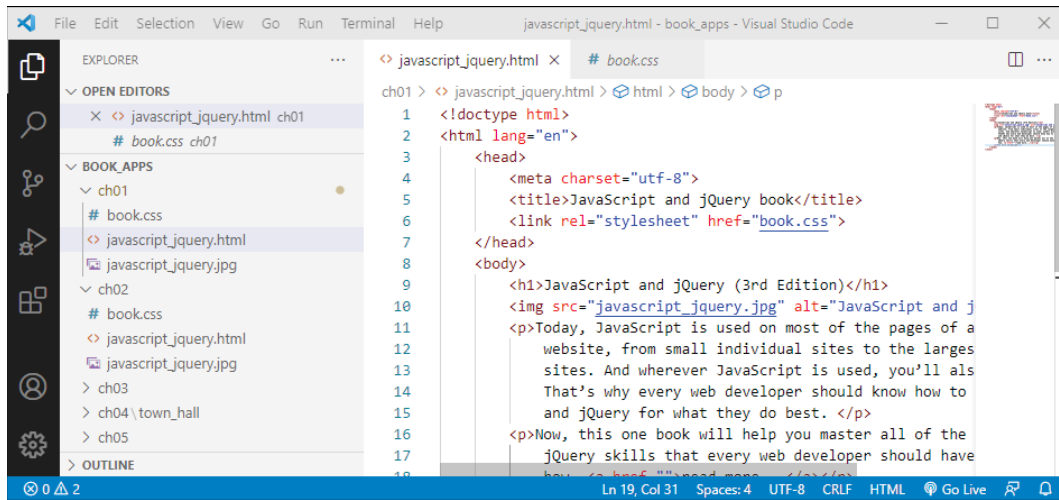 File Edit Selection View Go Run Terminal Help javascript_jquery.html - book_apps - Visual Studio Code
EXPLORER
OPEN EDITORS
javascript_jquery.html ch01
# book.css ch01
BOOK_APPS
ch01
# book.css
<> javascript_jquery.html
javascript_jquery.jpg
ch02
# book.css
<> javascript_jquery.html
javascript_jquery.jpg
> ch03
> ch04\town_hall
> ch05
> OUTLINE
<> javascript_jquery.html # book.css
ch01 > <> javascript_jquery.html > html > body > p
1 <!doctype html>
2 <html lang="en">
3 <head>
4 <meta charset="utf-8">
5 <title>JavaScript and jQuery book</title>
6 <link rel="stylesheet" href="book.css">
7 </head>
8 <body>
9 <h1>JavaScript and jQuery (3rd Edition)</h1>
10 <img src="javascript_jquery.jpg" alt="JavaScript and j
11 <p>Today, JavaScript is used on most of the pages of a
12 website, from small individual sites to the larges
13 sites. And wherever JavaScript is used, you'll als
14 That's why every web developer should know how to
15 and jQuery for what they do best. </p>
16 <p>Now, this one book will help you master all of the
17 jQuery skills that every web developer should have
0 2 Ln 19, Col 31 Spaces: 4 UTF-8 CRLF HTML Go Live